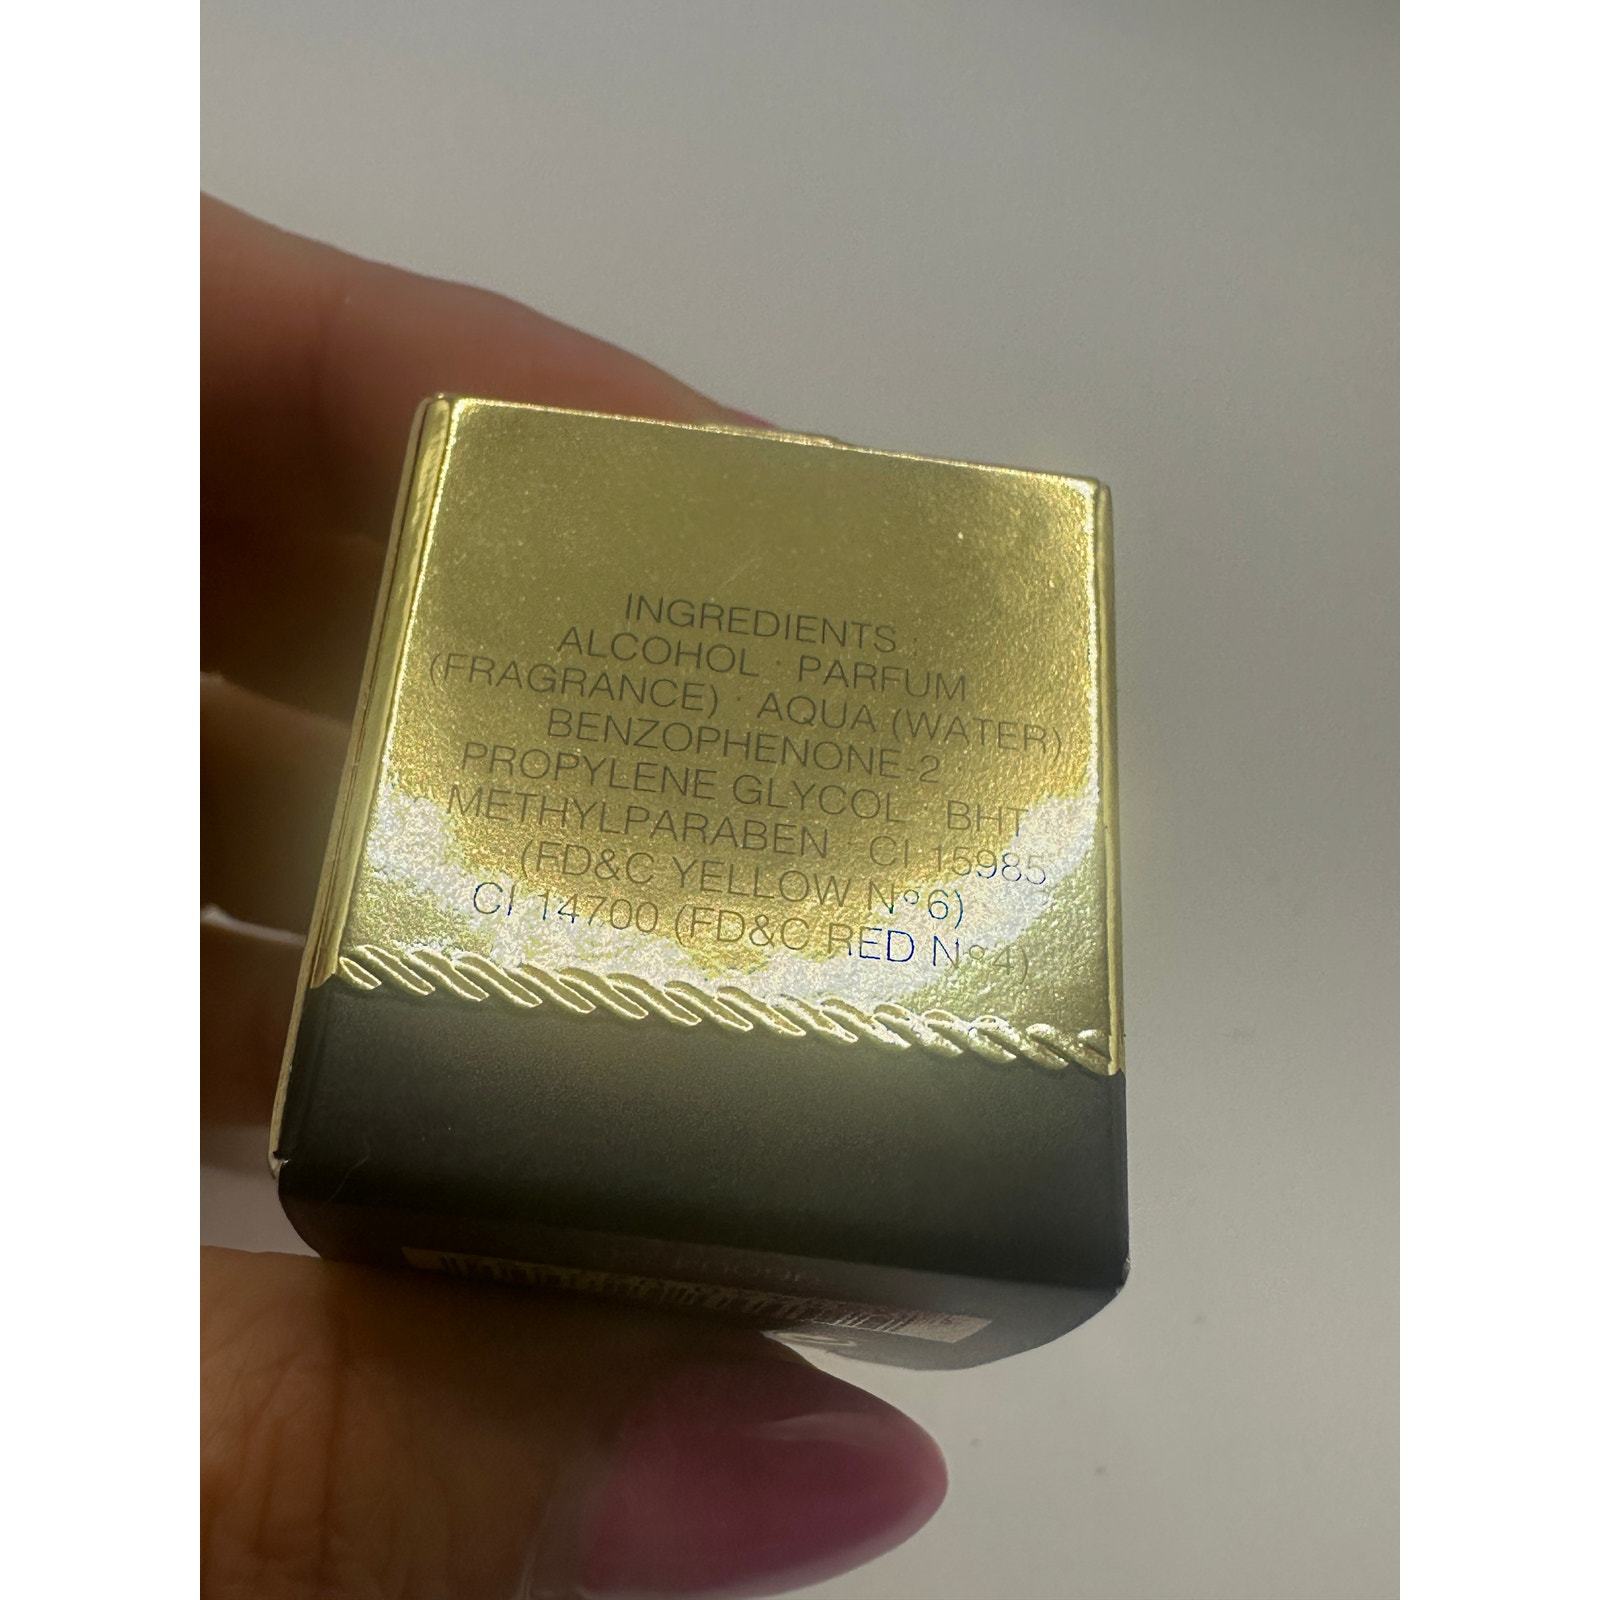 INGREDIENTS :
ALCOHOL · PARFUM
(FRAGRANCE) · AQUA (WATER) ·
BENZOPHENONE-2 ·
PROPYLENE GLYCOL · BHT
METHYLPARABEN · CI 15985
(FD&C YELLOW N° 6)
CI 14700 (FD&C RED N° 4)